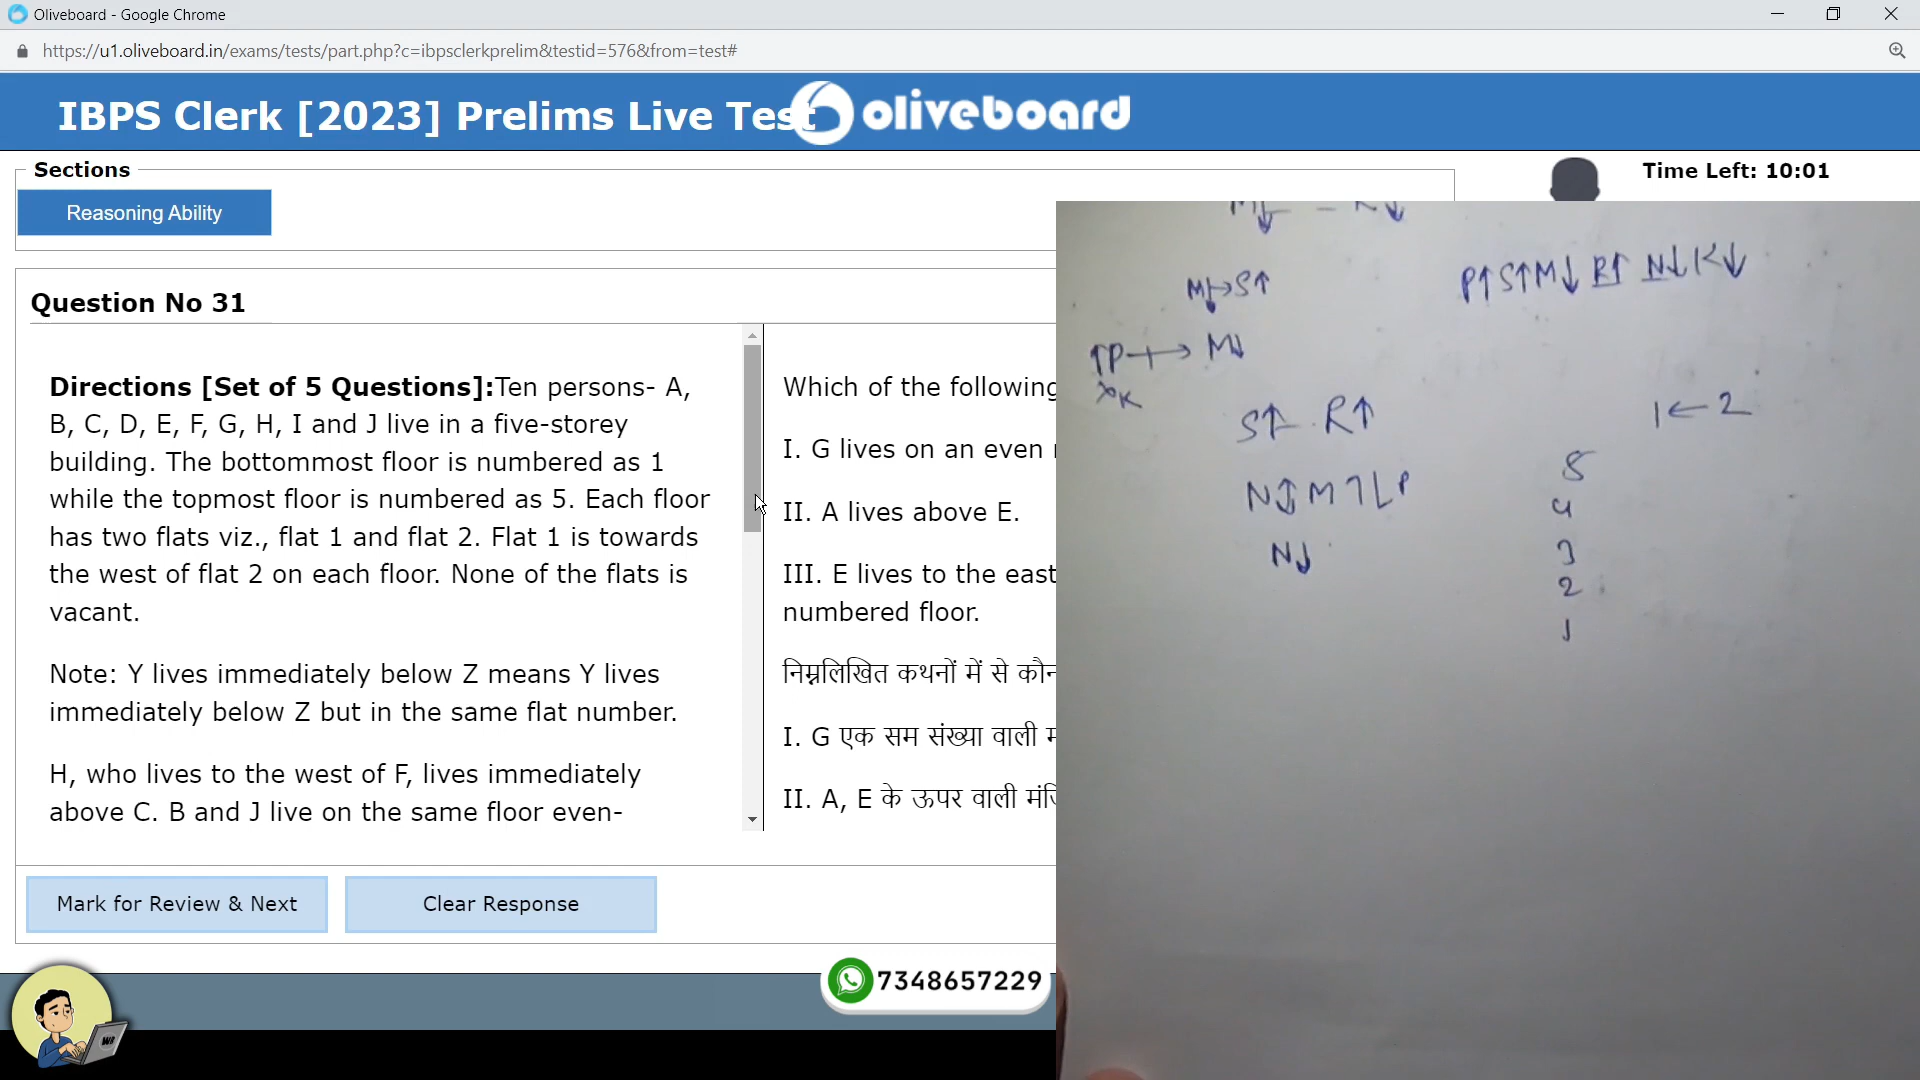 Oliveboard - Google Chrome
https://u1.oliveboard.in/exams/tests/part.php?c=ibpsclerkprelim&testid=576&from=test#
IBPS Clerk [2023] Prelims Live Test
oliveboard
Sections
Time Left: 10:01
Reasoning Ability
Question No 31
Directions [Set of 5 Questions]:Ten persons- A,
B, C, D, E, F, G, H, I and J live in a five-storey
building. The bottommost floor is numbered as 1
while the topmost floor is numbered as 5. Each floor
has two flats viz., flat 1 and flat 2. Flat 1 is towards
the west of flat 2 on each floor. None of the flats is
vacant.
Note: Y lives immediately below Z means Y lives
immediately below Z but in the same flat number.
H, who lives to the west of F, lives immediately
above C. B and J live on the same floor even-
Which of the following
I. G lives on an even
II. A lives above E.
III. E lives to the east
numbered floor.
निम्नलिखित कथनों में से
I. G एक सम संख्या वाली
II. A, E के ऊपर वाली
M↓→S↑
P↑S↑M↓ R↑ N↓K↓
↑P→M↓
S↑ R↑
1←2
N↓
5
4
3
2
1
Mark for Review & Next
Clear Response
7348657229